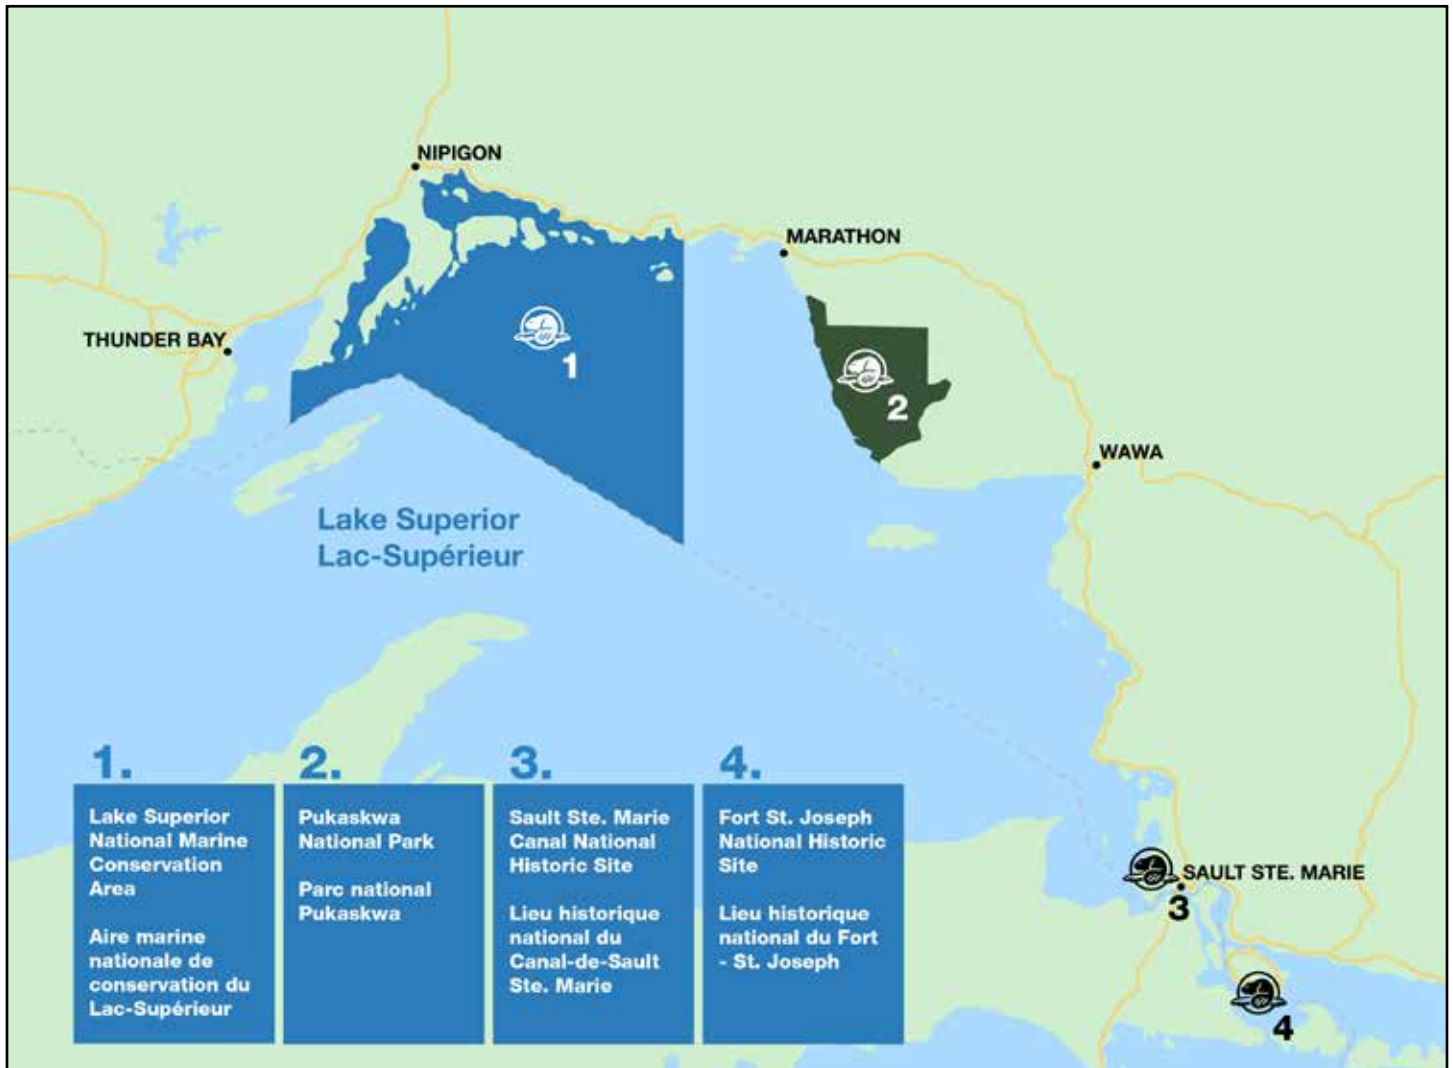 NIPIGON
MARATHON
THUNDER BAY
1
2
WAWA
Lake Superior
Lac-Supérieur
SAULT STE. MARIE
3
4
1.
Lake Superior
National Marine
Conservation
Area
Aire marine
nationale de
conservation du
Lac-Supérieur
2.
Pukaskwa
National Park
Parc national
Pukaskwa
3.
Sault Ste. Marie
Canal National
Historic Site
Lieu historique
national du
Canal-de-Sault
Ste. Marie
4.
Fort St. Joseph
National Historic
Site
Lieu historique
national du Fort
- St. Joseph